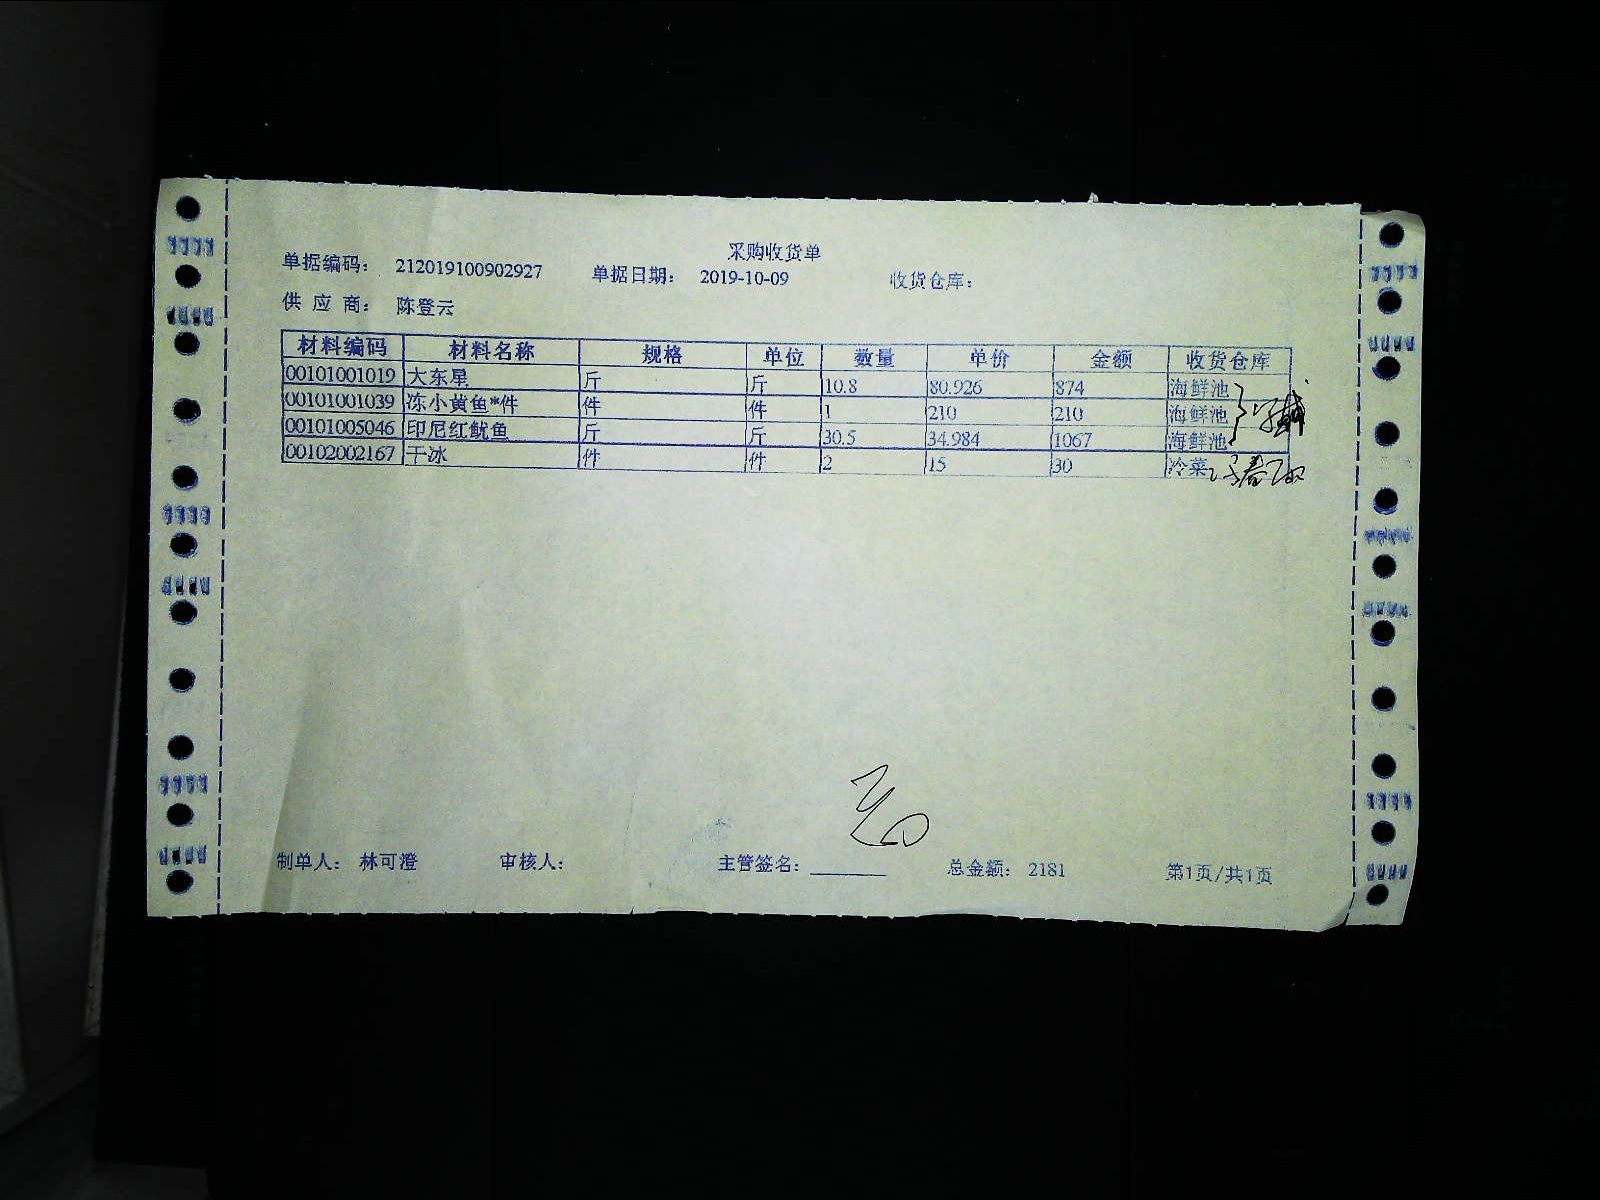 采购收货单
单据编码： 212019100902927 单据日期： 2019-10-09 收货仓库：
供 应 商： 陈登云
材料编码 材料名称 规格 单位 数量 单价 金额 收货仓库
00101001019 大东星 斤 斤 10.8 80.926 874 海鲜池
00101001039 冻小黄鱼*件 件 件 1 210 210 海鲜池
00101005046 印尼红鱿鱼 斤 斤 30.5 34.984 1067 海鲜池
00102002167 干冰 件 件 2 15 30 冷菜
制单人： 林可澄 审核人： 主管签名： 总金额： 2181 第1页/共1页